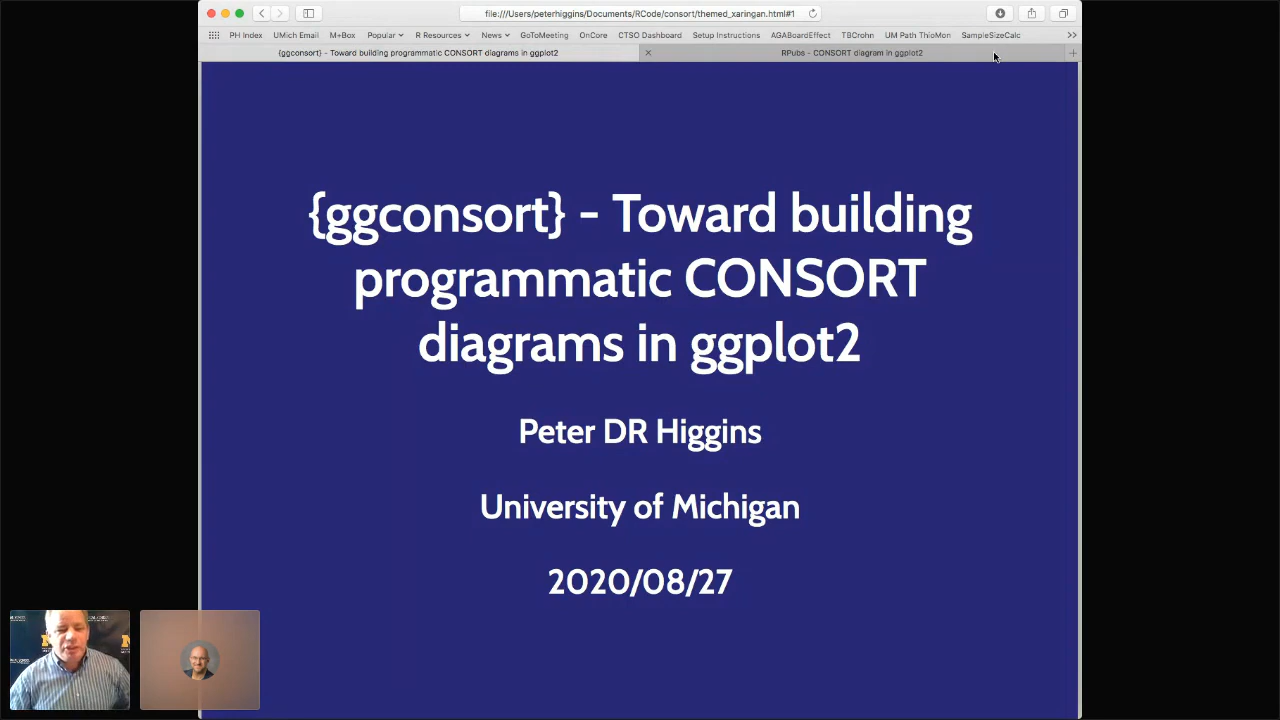 file:///Users/peterhiggins/Documents/RCode/consort/themed_xaringan.html#1
PH Index UMich Email M+Box Popular R Resources News GoToMeeting OnCore CTSO Dashboard Setup Instructions AGABoardEffect TBCrohn UM Path ThioMon SampleSizeCalc >>
{ggconsort} - Toward building programmatic CONSORT diagrams in ggplot2
RPubs - CONSORT diagram in ggplot2
{ggconsort} - Toward building
programmatic CONSORT
diagrams in ggplot2
Peter DR Higgins
University of Michigan
2020/08/27